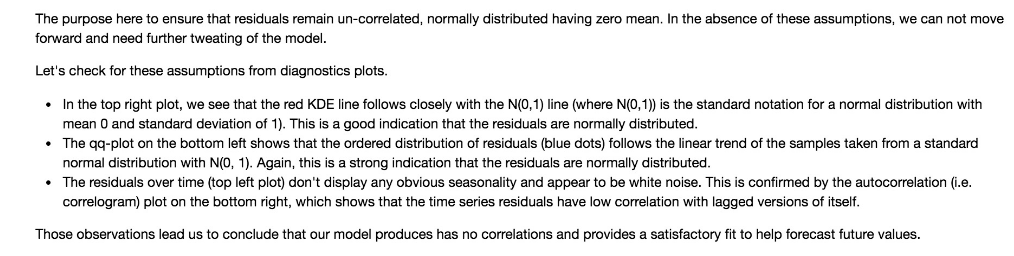 The purpose here to ensure that residuals remain un-correlated, normally distributed having zero mean. In the absence of these assumptions, we can not move
forward and need further tweating of the model.
Let's check for these assumptions from diagnostics plots.
• In the top right plot, we see that the red KDE line follows closely with the N(0,1) line (where N(0,1)) is the standard notation for a normal distribution with
mean 0 and standard deviation of 1). This is a good indication that the residuals are normally distributed.
• The qq-plot on the bottom left shows that the ordered distribution of residuals (blue dots) follows the linear trend of the samples taken from a standard
normal distribution with N(0, 1). Again, this is a strong indication that the residuals are normally distributed.
• The residuals over time (top left plot) don't display any obvious seasonality and appear to be white noise. This is confirmed by the autocorrelation (i.e.
correlogram) plot on the bottom right, which shows that the time series residuals have low correlation with lagged versions of itself.
Those observations lead us to conclude that our model produces has no correlations and provides a satisfactory fit to help forecast future values.